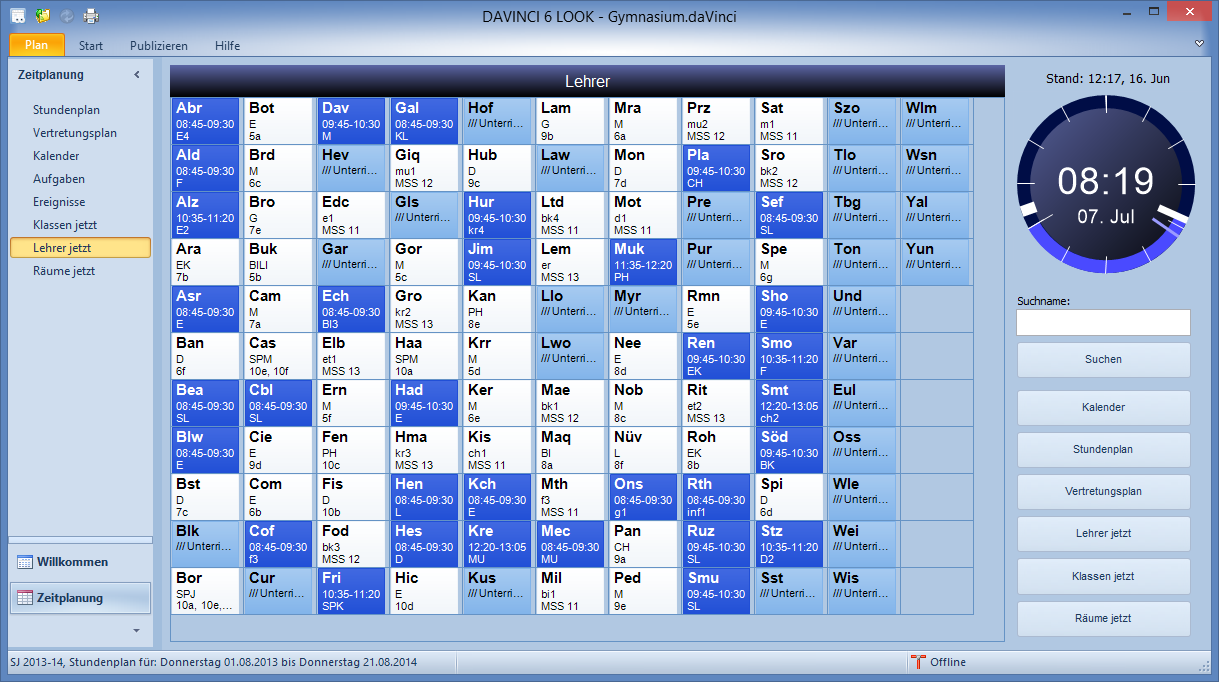 DAVINCI 6 LOOK - Gymnasium.daVinci
Plan Start Publizieren Hilfe
Zeitplanung
Stundenplan
Vertretungsplan
Kalender
Aufgaben
Ereignisse
Klassen jetzt
Lehrer jetzt
Räume jetzt
Willkommen
Zeitplanung
Lehrer
Abr Bot Dav Gal Hof Lam Mra Prz Sat Szo Wlm
08:45-09:30 E 09:45-10:30 08:45-09:30 /// Unterri... G M mu2 m1 /// Unterri... /// Unterri...
E4 5a M KL 9b 6a MSS 12 MSS 11
Ald Brd Hev Giq Hub Law Mon Pla Sro Tlo Wsn
08:45-09:30 M /// Unterri... mu1 D /// Unterri... D 09:45-10:30 bk2 /// Unterri... /// Unterri...
F 6c MSS 12 9c 7d CH MSS 12
Alz Bro Edc Gls Hur Ltd Mot Pre Sef Tbg Yal
10:35-11:20 G e1 /// Unterri... 09:45-10:30 bk4 d1 /// Unterri... 08:45-09:30 /// Unterri... /// Unterri...
E2 7e MSS 11 kr4 MSS 11 MSS 11 SL
Ara Buk Gar Gor Jim Lem Muk Pur Spe Ton Yun
EK BILI /// Unterri... M 09:45-10:30 er 11:35-12:20 /// Unterri... M /// Unterri... /// Unterri...
7b 5b 5c SL MSS 13 PH 6g
Asr Cam Ech Gro Kan Llo Myr Rmn Sho Und
08:45-09:30 M 08:45-09:30 kr2 PH /// Unterri... /// Unterri... E 09:45-10:30 /// Unterri...
E 7a BI3 MSS 13 8e 5e E
Ban Cas Elb Haa Krr Lwo Nee Ren Smo Var
D SPM et1 SPM M /// Unterri... E 09:45-10:30 10:35-11:20 /// Unterri...
6f 10e, 10f MSS 13 10a 5d 8d EK F
Bea Cbl Ern Had Ker Mae Nob Rit Smt Eul
08:45-09:30 08:45-09:30 M 09:45-10:30 M bk1 M et2 12:20-13:05 /// Unterri...
SL SL 5f E 6e MSS 12 8c MSS 13 ch2
Blw Cie Fen Hma Kis Maq Nüv Roh Söd Oss
08:45-09:30 E PH kr3 ch1 BI L EK 09:45-10:30 /// Unterri...
E 9d 10c MSS 13 MSS 11 8a 8f 8b BK
Bst Com Fis Hen Kch Mth Ons Rth Spi Wle
D E D 08:45-09:30 08:45-09:30 f3 08:45-09:30 08:45-09:30 D /// Unterri...
7c 6b 10b L E MSS 11 g1 inf1 6d
Blk Cof Fod Hes Kre Mec Pan Ruz Stz Wei
/// Unterri... 08:45-09:30 bk3 08:45-09:30 12:20-13:05 08:45-09:30 CH 09:45-10:30 10:35-11:20 /// Unterri...
f3 MSS 12 D MU MU 9a SL D2
Bor Cur Fri Hic Kus Mil Ped Smu Sst Wis
SPJ /// Unterri... 10:35-11:20 E /// Unterri... bi1 M 09:45-10:30 /// Unterri... /// Unterri...
10a, 10e,... SPK 10d MSS 11 9e SL
Stand: 12:17, 16. Jun
08:19
07. Jul
Suchname:
Suchen
Kalender
Stundenplan
Vertretungsplan
Lehrer jetzt
Klassen jetzt
Räume jetzt
SJ 2013-14, Stundenplan für: Donnerstag 01.08.2013 bis Donnerstag 21.08.2014
Offline